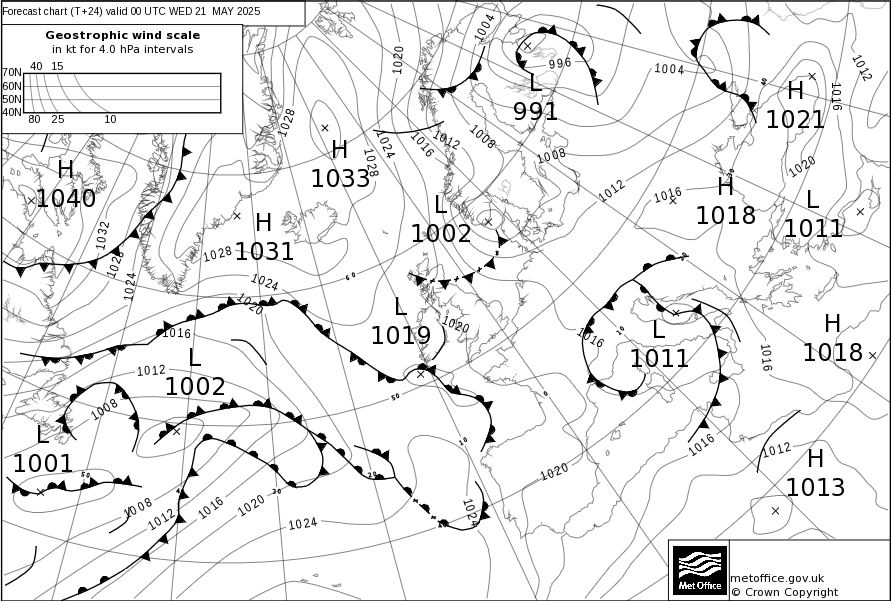 Forecast chart (T+24) valid 00 UTC WED 21 MAY 2025
Geostrophic wind scale
in kt for 4.0 hPa intervals
40 15
70N
60N
50N
40N
80 25 10
1004
1020
996
1004
1012
L
991
H
1021
1016
1028
H
1033
1024
1016
1012
1008
1028
1008
1020
H
1040
1012
1016
H
1018
L
1011
L
1002
H
1031
1032
1028
1028
1024
1024
1020
60
L
1019
1020
1016
L
1011
H
1018
1016
10
1016
L
1002
1012
50
0
1008
L
1001
10
1016
1012
H
1013
1020
50
40
30
20
1008
1012
1016
1020
1024
1024
metoffice.gov.uk
© Crown Copyright
Met Office